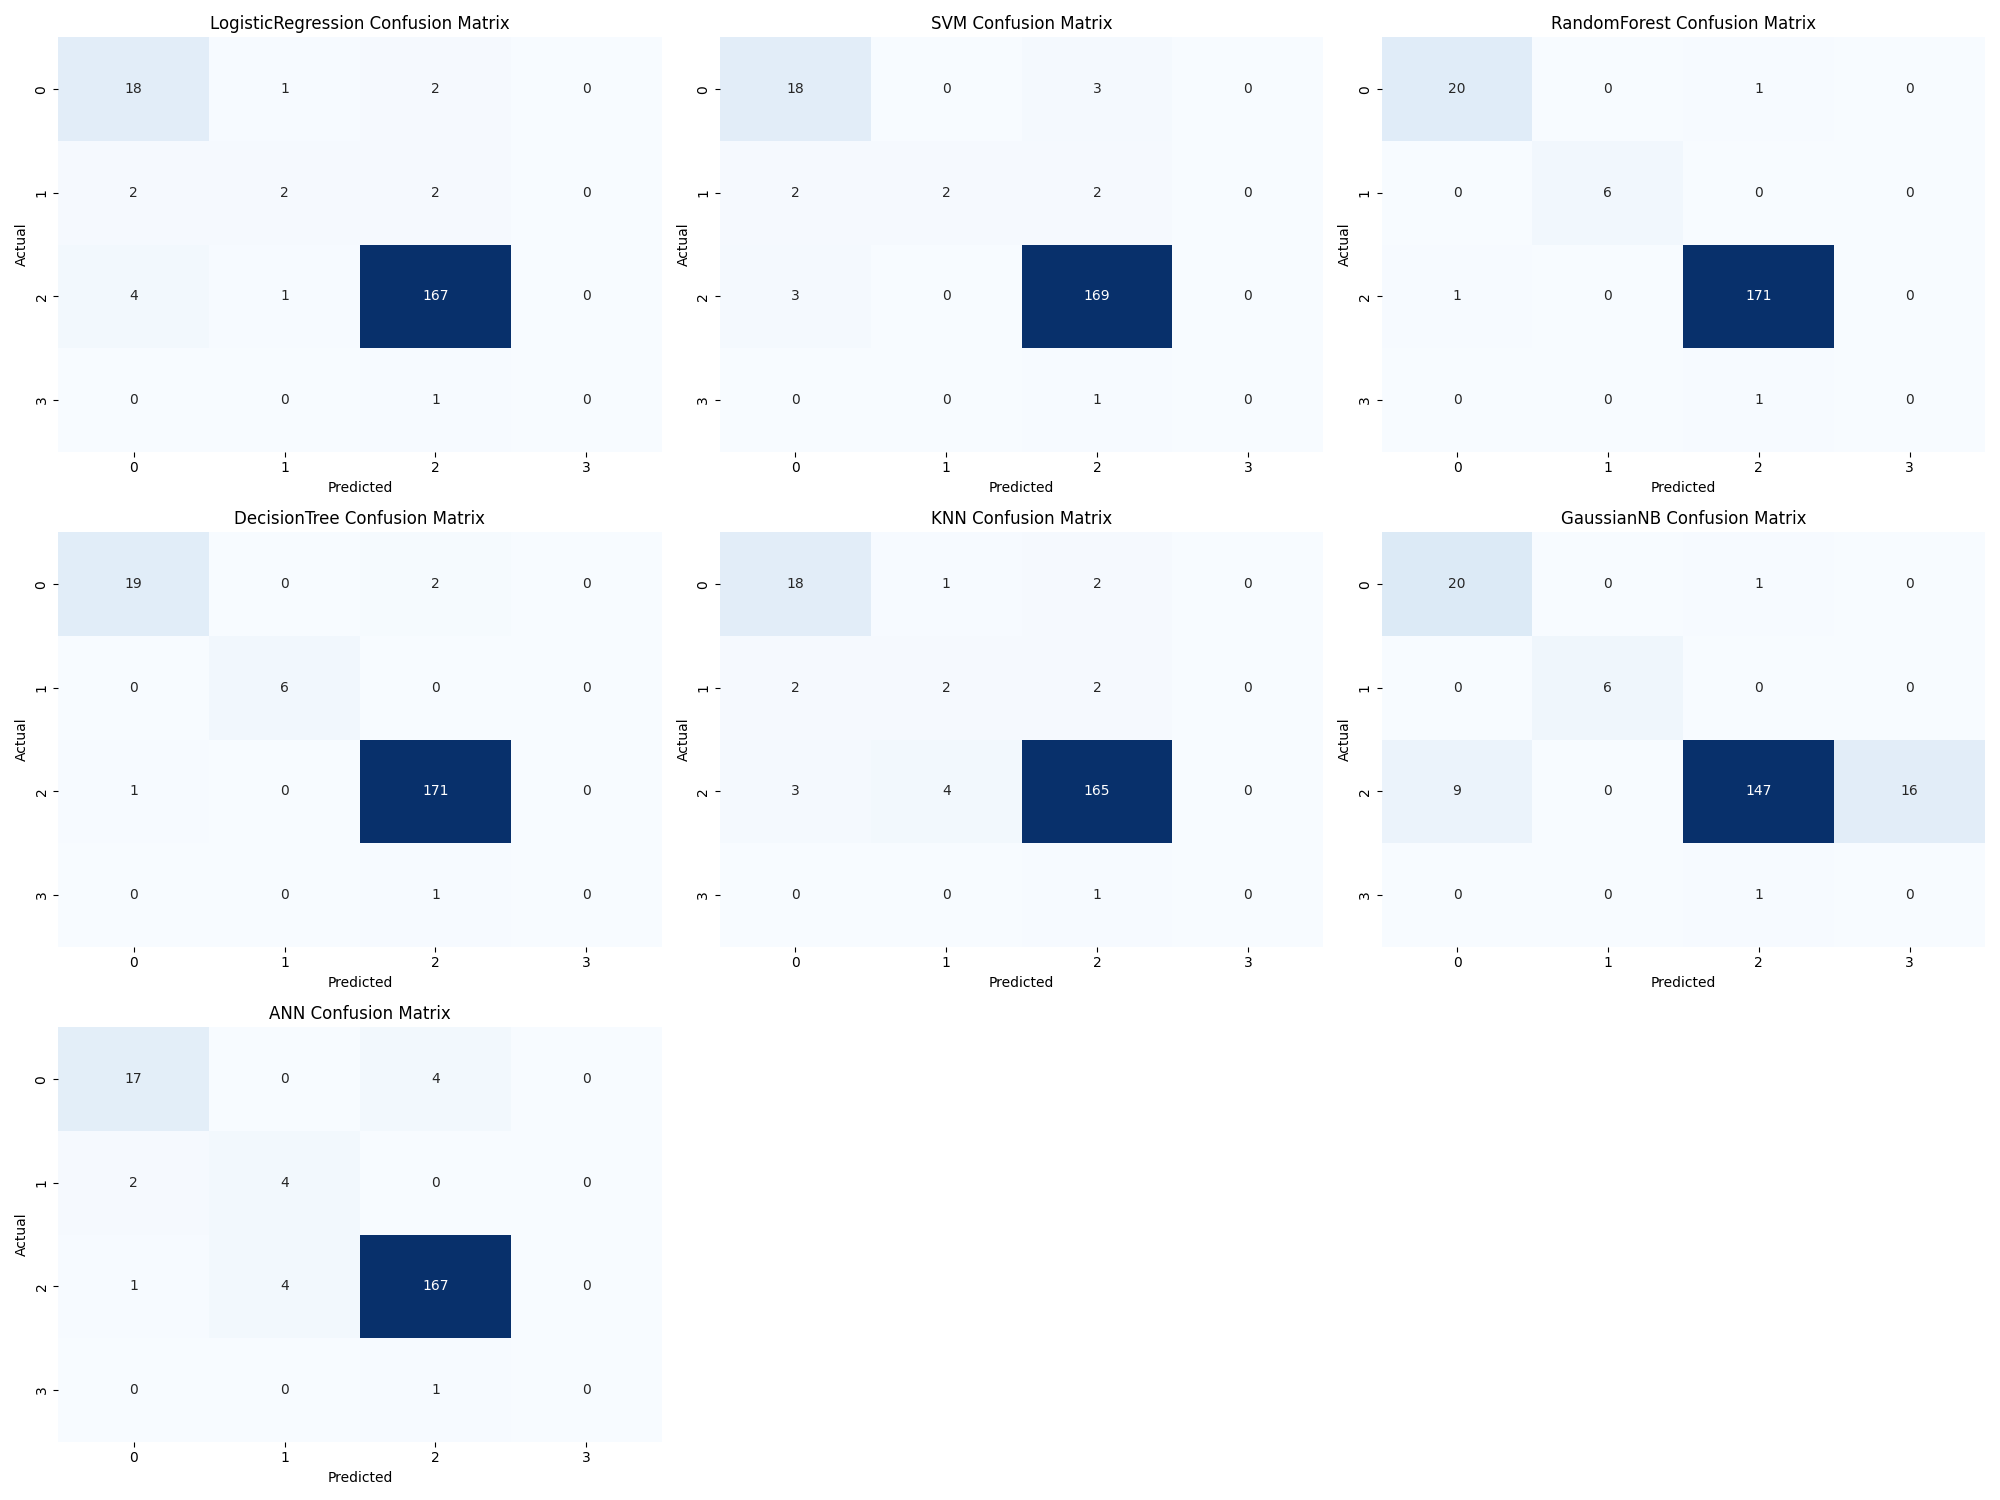 LogisticRegression Confusion Matrix
Actual
0 18 1 2 0
1 2 2 2 0
2 4 1 167 0
3 0 0 1 0
0 1 2 3
Predicted
SVM Confusion Matrix
Actual
0 18 0 3 0
1 2 2 2 0
2 3 0 169 0
3 0 0 1 0
0 1 2 3
Predicted
RandomForest Confusion Matrix
Actual
0 20 0 1 0
1 0 6 0 0
2 1 0 171 0
3 0 0 1 0
0 1 2 3
Predicted
DecisionTree Confusion Matrix
Actual
0 19 0 2 0
1 0 6 0 0
2 1 0 171 0
3 0 0 1 0
0 1 2 3
Predicted
KNN Confusion Matrix
Actual
0 18 1 2 0
1 2 2 2 0
2 3 4 165 0
3 0 0 1 0
0 1 2 3
Predicted
GaussianNB Confusion Matrix
Actual
0 20 0 1 0
1 0 6 0 0
2 9 0 147 16
3 0 0 1 0
0 1 2 3
Predicted
ANN Confusion Matrix
Actual
0 17 0 4 0
1 2 4 0 0
2 1 4 167 0
3 0 0 1 0
0 1 2 3
Predicted